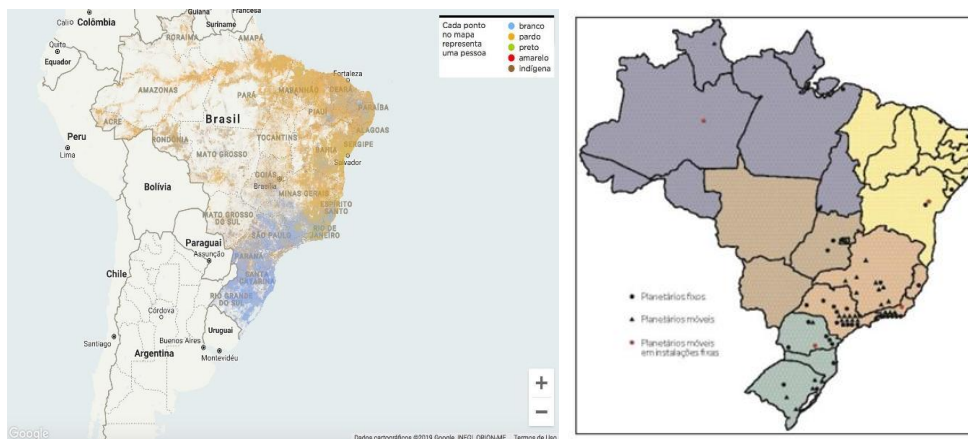 Guiana
Francesa
Suriname
Calio
Colômbia
RORAIMA
AMAPÁ
Quito
Equador
Fortaleza
AMAZONAS
PARÁ
MARANHÃO
CEARÁ
PARAÍBA
PIAUÍ
ACRE
Brasil
ALAGOAS
Peru
RONDÔNIA
TOCANTINS
SERGIPE
Lima
MATO GROSSO
BAHIA
Salvador
GOIÁS
Brasília
Bolívia
MINAS GERAIS
MATO GROSSO
DO SUL
ESPÍRITO
SANTO
SÃO PAULO
RIO DE
JANEIRO
Paraguai
Assunção
PARANÁ
Chile
SANTA
CATARINA
RIO GRANDE
DO SUL
Córdova
Uruguai
Santiago
Buenos Aires
Montevidéu
Argentina
Google
Dados cartográficos ©2019 Google, INEGI, ORION-ME
Termos de Uso
+
−
Cada ponto
no mapa
representa
uma pessoa
branco
pardo
preto
amarelo
indígena
Planetários fixos
Planetários móveis
Planetários móveis
em instalações fixas